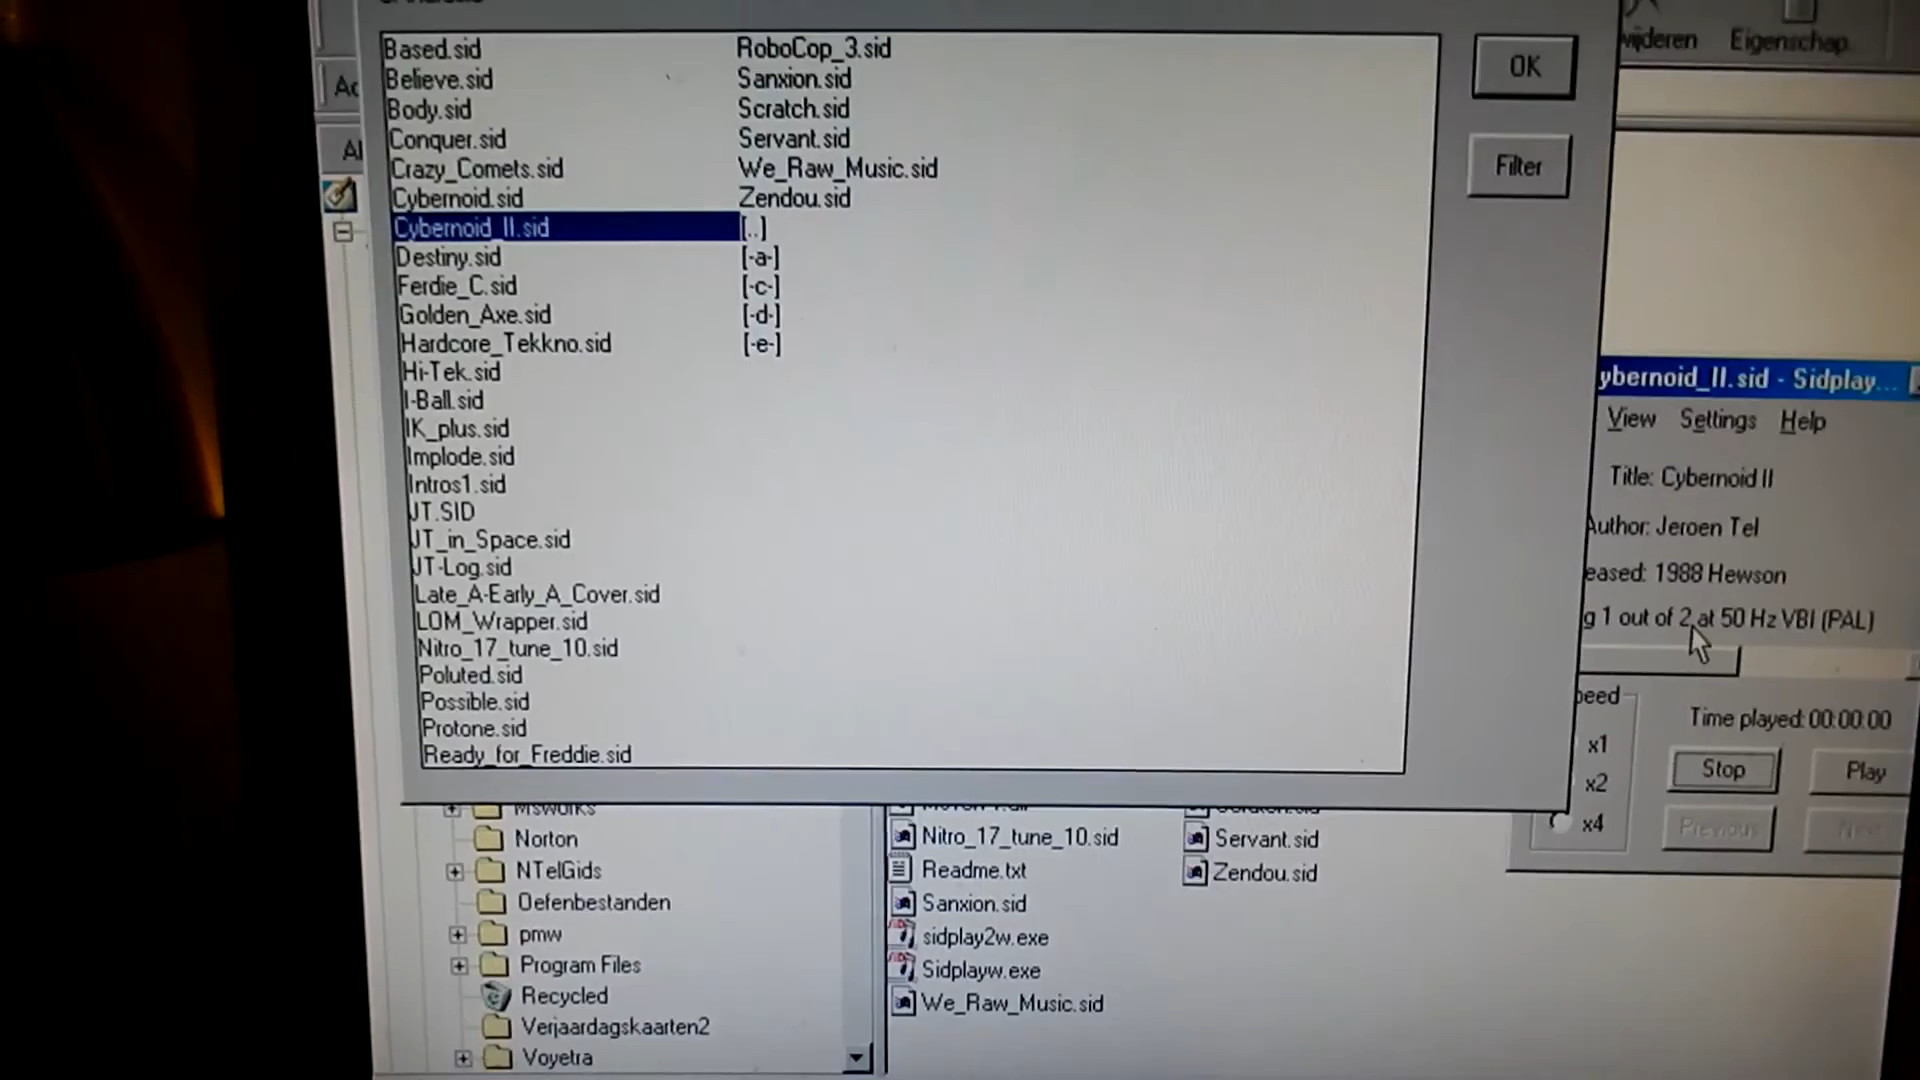 Based.sid
Believe.sid
Body.sid
Conquer.sid
Crazy_Comets.sid
Cybernoid.sid
Cybernoid_II.sid
Destiny.sid
Ferdie_C.sid
Golden_Axe.sid
Hardcore_Tekkno.sid
Hi-Tek.sid
I-Ball.sid
IK_plus.sid
Implode.sid
Intros1.sid
JT.SID
JT_in_Space.sid
JT-Log.sid
Late_A-Early_A_Cover.sid
LOM_Wrapper.sid
Nitro_17_tune_10.sid
Poluted.sid
Possible.sid
Protone.sid
Ready_for_Freddie.sid
RoboCop_3.sid
Sanxion.sid
Scratch.sid
Servant.sid
We_Raw_Music.sid
Zendou.sid
[..]
[-a-]
[-c-]
[-d-]
[-e-]
OK
Filter
vijderen
Eigenschap
ybernoid_II.sid - Sidplay...
View Settings Help
Title: Cybernoid II
Author: Jeroen Tel
eased: 1988 Hewson
g 1 out of 2 at 50 Hz VBI (PAL)
peed
x1
x2
x4
Time played: 00:00:00
Stop
Play
Previous
Msworks
Norton
NTelGids
Oefenbestanden
pmw
Program Files
Recycled
Verjaardagskaarten2
Voyetra
Nitro_17_tune_10.sid
Readme.txt
Sanxion.sid
sidplay2w.exe
Sidplayw.exe
We_Raw_Music.sid
Servant.sid
Zendou.sid